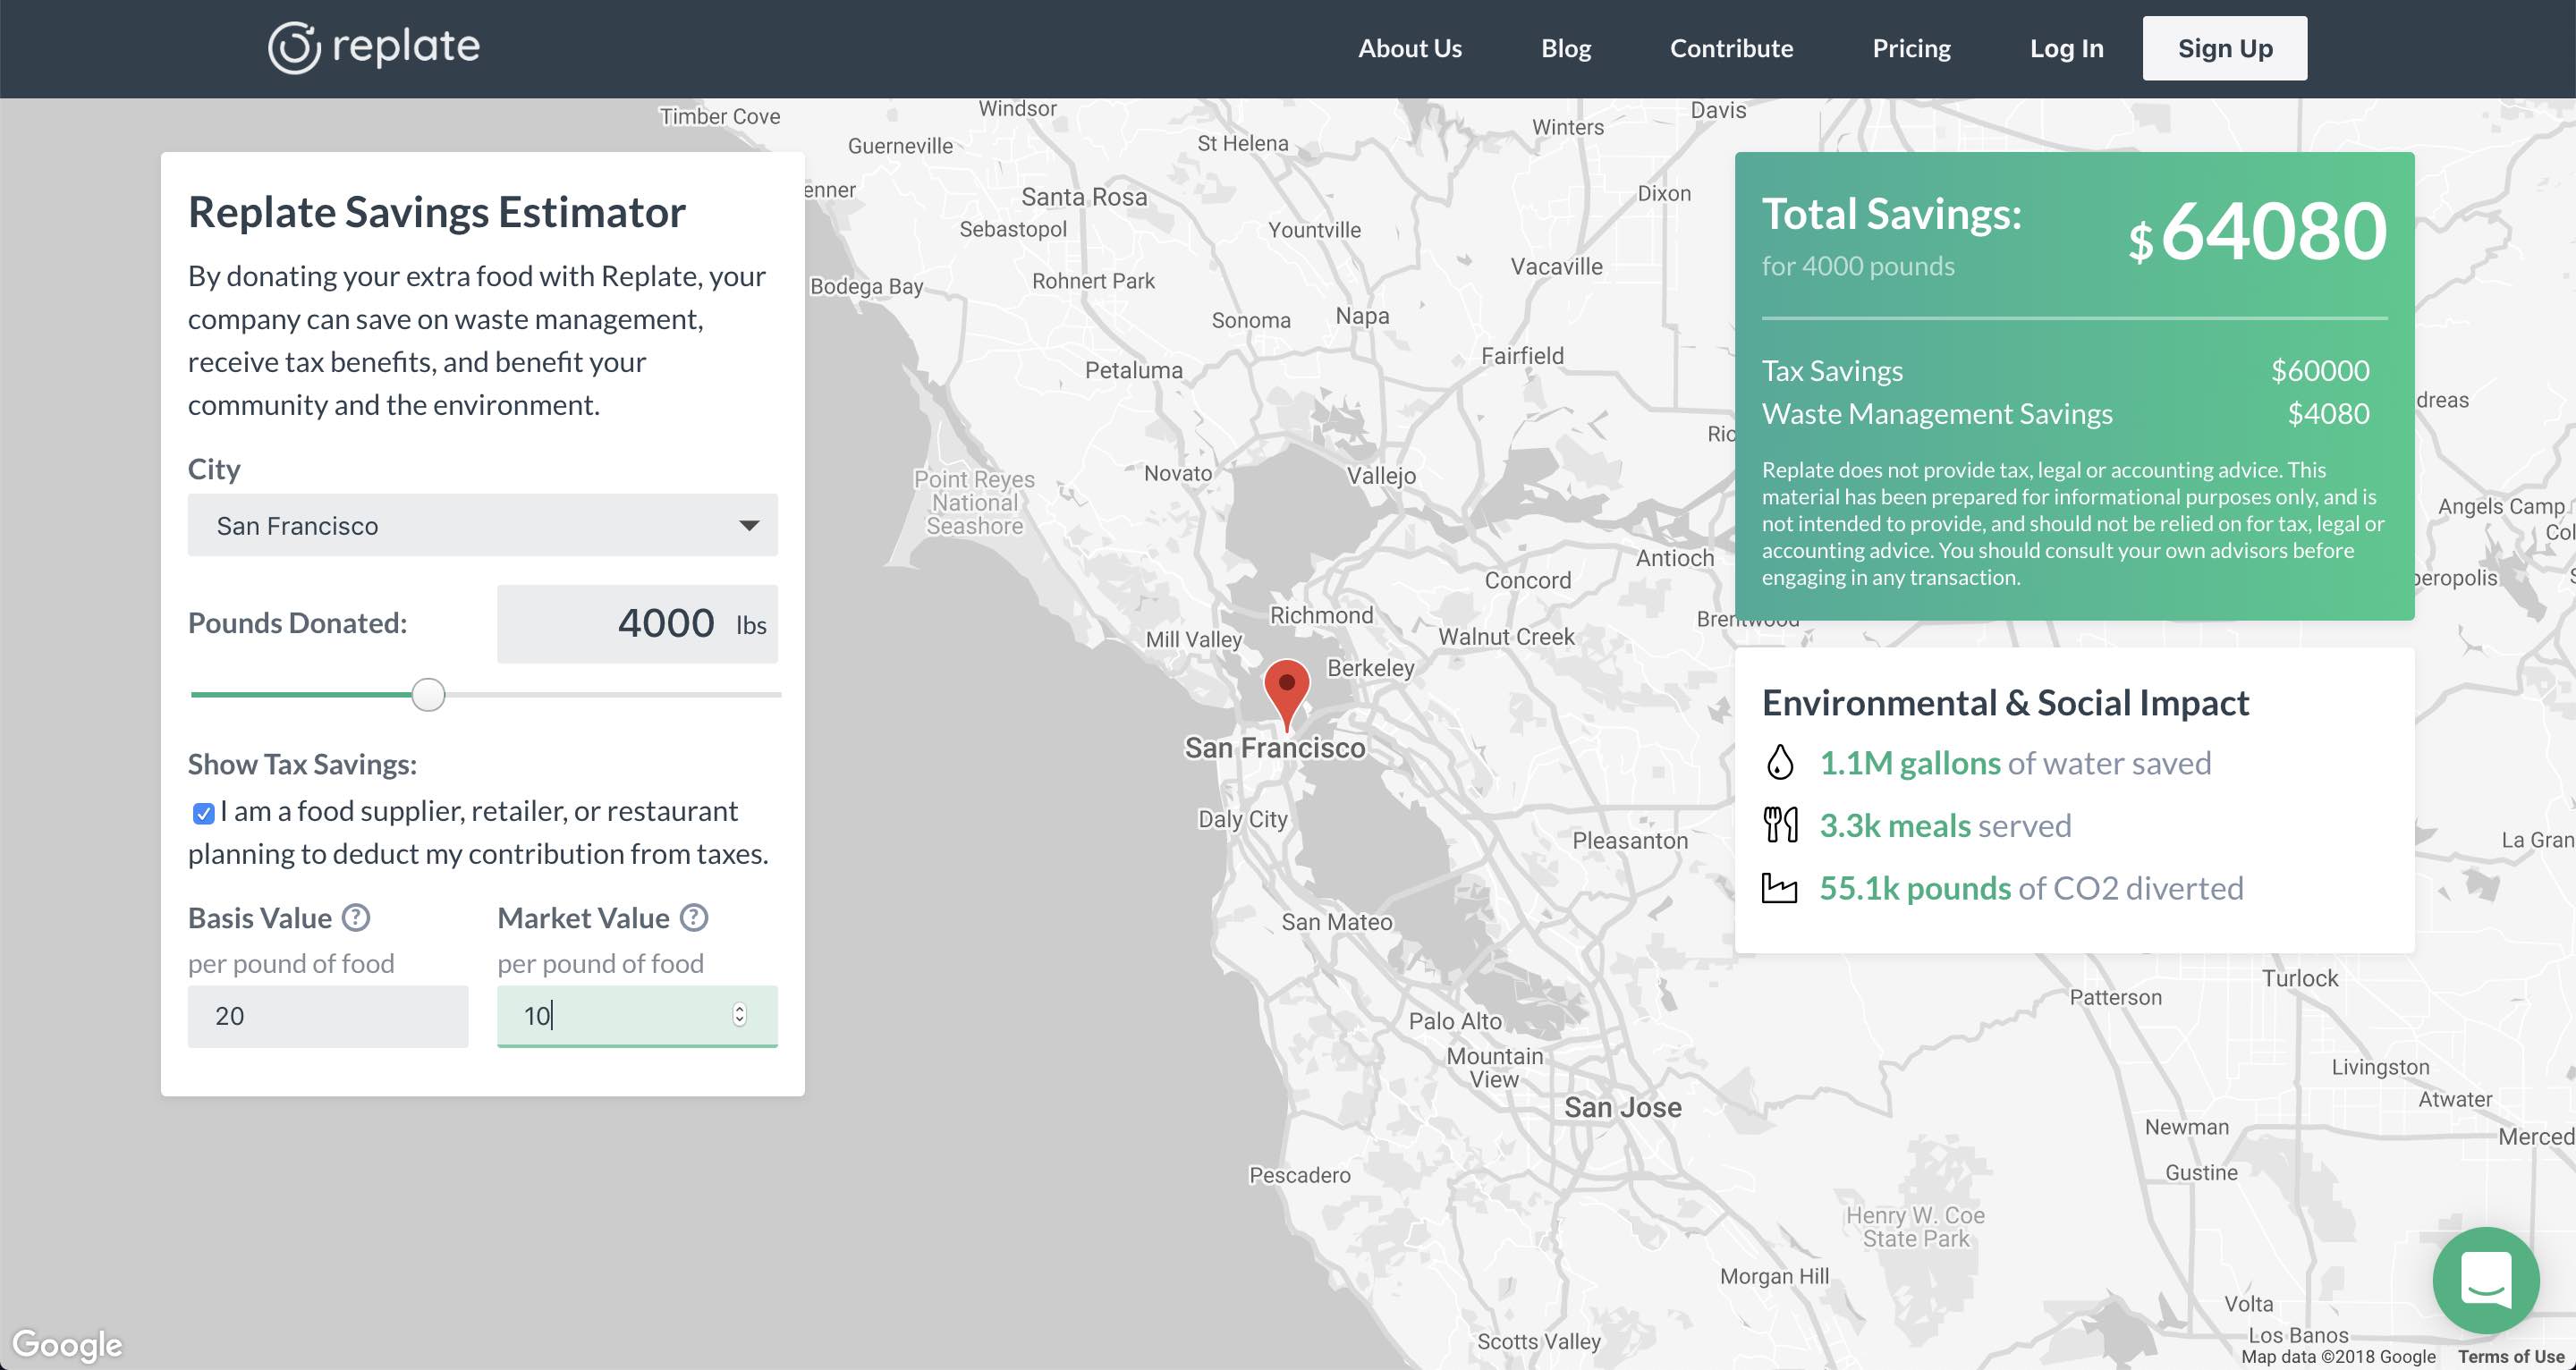 replate
About Us
Blog
Contribute
Pricing
Log In
Sign Up
Replate Savings Estimator
By donating your extra food with Replate, your
company can save on waste management,
receive tax benefits, and benefit your
community and the environment.
City
San Francisco
Pounds Donated:
4000 lbs
Show Tax Savings:
I am a food supplier, retailer, or restaurant
planning to deduct my contribution from taxes.
Basis Value ?
per pound of food
20
Market Value ?
per pound of food
10
Total Savings:
$64080
for 4000 pounds
Tax Savings
$60000
Waste Management Savings
$4080
Replate does not provide tax, legal or accounting advice. This
material has been prepared for informational purposes only, and is
not intended to provide, and should not be relied on for tax, legal or
accounting advice. You should consult your own advisors before
engaging in any transaction.
Environmental & Social Impact
1.1M gallons of water saved
3.3k meals served
55.1k pounds of CO2 diverted
Timber Cove
Windsor
Guerneville
St Helena
Winters
Davis
enner
Santa Rosa
Dixon
Sebastopol
Yountville
Bodega Bay
Rohnert Park
Vacaville
Sonoma
Napa
Petaluma
Fairfield
dreas
Rio
Point Reyes
National
Seashore
Novato
Vallejo
Angels Camp
Col
Antioch
Concord
peropolis
Richmond
Brentwood
Mill Valley
Walnut Creek
Berkeley
San Francisco
Daly City
Pleasanton
La Gran
San Mateo
Turlock
Patterson
Palo Alto
Mountain
View
Livingston
San Jose
Atwater
Newman
Merced
Pescadero
Gustine
Henry W. Coe
State Park
Morgan Hill
Volta
Scotts Valley
Los Banos
Google
Map data ©2018 Google
Terms of Use